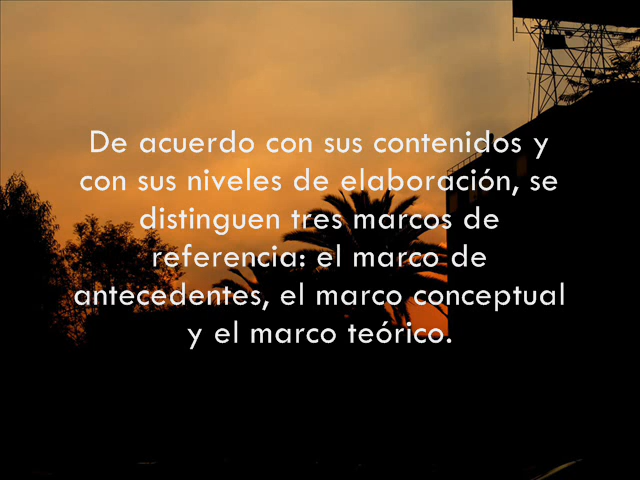 De acuerdo con sus contenidos y
con sus niveles de elaboración, se
distinguen tres marcos de
referencia: el marco de
antecedentes, el marco conceptual
y el marco teórico.